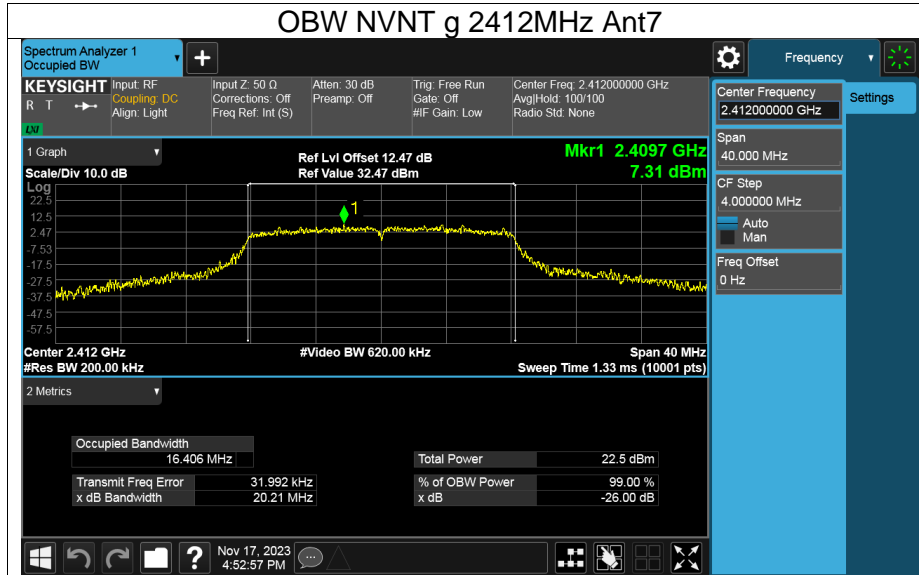 OBW NVNT g 2412MHz Ant7
Spectrum Analyzer 1
Occupied BW
+
Frequency
KEYSIGHT
R T
LXI
Input: RF
Coupling: DC
Align: Light
Input Z: 50 Ω
Corrections: Off
Freq Ref: Int (S)
Atten: 30 dB
Preamp: Off
Trig: Free Run
Gate: Off
#IF Gain: Low
Center Freq: 2.412000000 GHz
Avg|Hold: 100/100
Radio Std: None
Center Frequency
2.412000000 GHz
Settings
Span
40.000 MHz
CF Step
4.000000 MHz
Auto
Man
Freq Offset
0 Hz
1 Graph
Scale/Div 10.0 dB
Ref Lvl Offset 12.47 dB
Ref Value 32.47 dBm
Mkr1 2.4097 GHz
7.31 dBm
Log
22.5
12.5
2.47
-7.53
-17.5
-27.5
-37.5
-47.5
-57.5
1
Center 2.412 GHz
#Res BW 200.00 kHz
#Video BW 620.00 kHz
Span 40 MHz
Sweep Time 1.33 ms (10001 pts)
2 Metrics
Occupied Bandwidth
16.406 MHz
Total Power 22.5 dBm
Transmit Freq Error 31.992 kHz
% of OBW Power 99.00 %
x dB Bandwidth 20.21 MHz
x dB -26.00 dB
?
Nov 17, 2023
4:52:57 PM